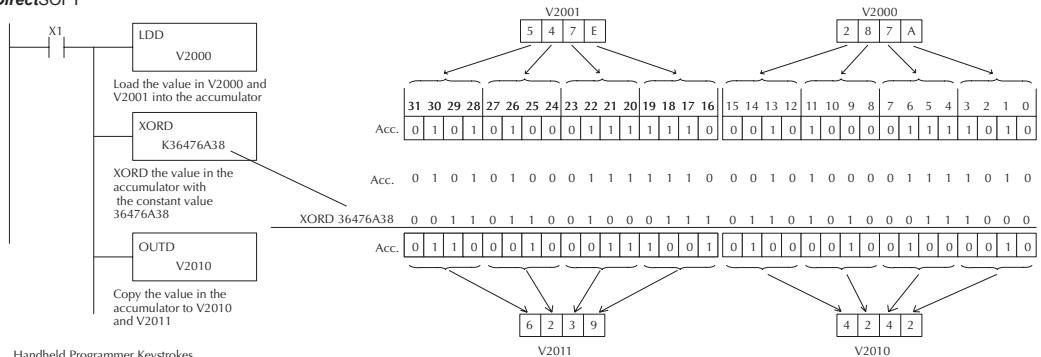 DirectSOFT
X1
LDD
V2000
Load the value in V2000 and
V2001 into the accumulator
XORD
K36476A38
XORD the value in the
accumulator with
the constant value
36476A38
OUTD
V2010
Copy the value in the
accumulator to V2010
and V2011
Handheld Programmer Keystrokes
V2001 V2000
5 4 7 E 2 8 7 A
31 30 29 28 27 26 25 24 23 22 21 20 19 18 17 16 15 14 13 12 11 10 9 8 7 6 5 4 3 2 1 0
Acc. 0 1 0 1 0 1 0 0 0 1 1 1 1 1 1 0 0 0 1 0 1 0 0 0 0 1 1 1 1 0 1 0
Acc. 0 1 0 1 0 1 0 0 0 1 1 1 1 1 1 0 0 0 1 0 1 0 0 0 0 1 1 1 1 0 1 0
XORD 36476A38 0 0 1 1 0 1 1 0 0 1 0 0 0 1 1 1 0 1 1 0 1 0 1 0 0 0 1 1 1 0 0 0
Acc. 0 1 1 0 0 0 1 0 0 0 1 1 1 0 0 1 0 1 0 0 0 0 1 0 0 1 0 0 0 0 1 0
6 2 3 9 4 2 4 2
V2011 V2010